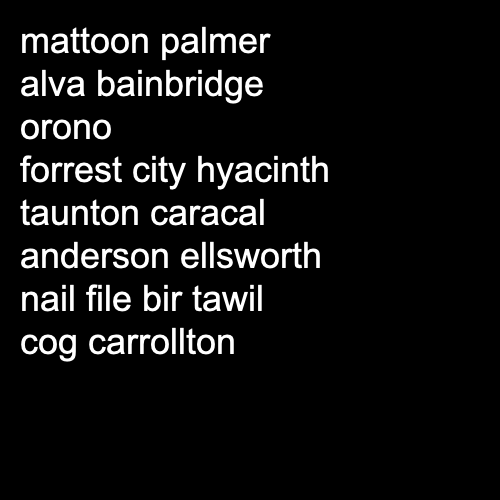 mattoon palmer
alva bainbridge
orono
forrest city hyacinth
taunton caracal
anderson ellsworth
nail file bir tawil
cog carrollton